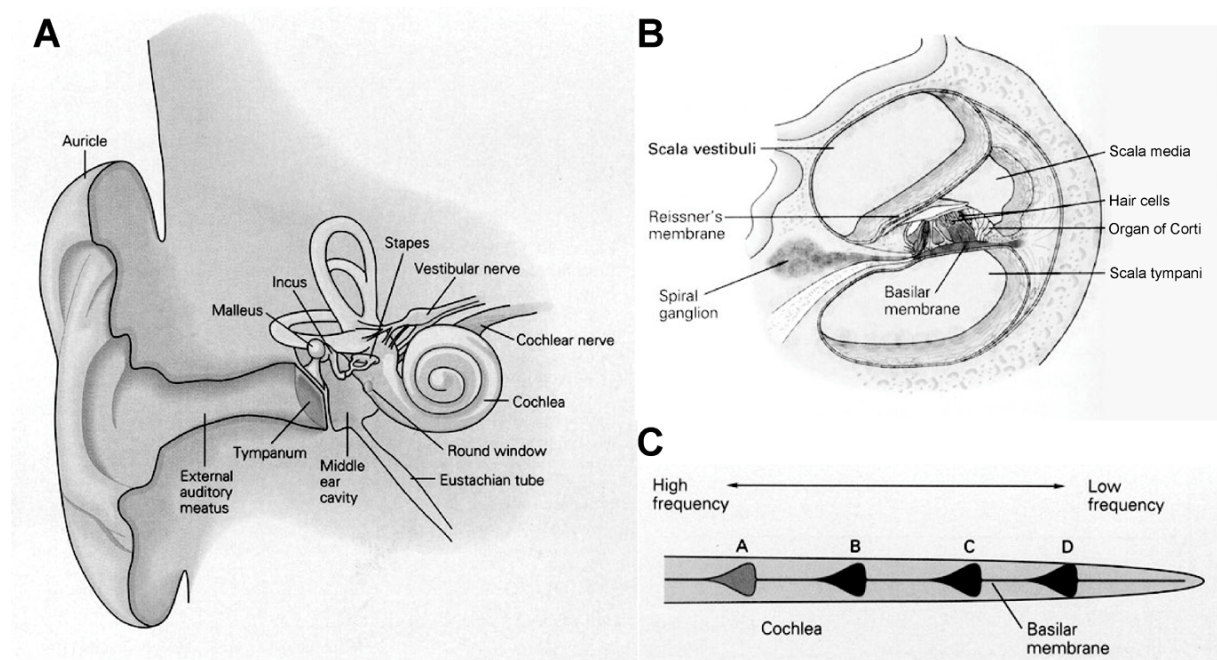 A
Auricle
Stapes
Vestibular nerve
Incus
Malleus
Cochlear nerve
Cochlea
Round window
Tympanum
Middle
ear
cavity
Eustachian tube
External
auditory
meatus
B
Scala vestibuli
Scala media
Hair cells
Reissner's
membrane
Organ of Corti
Scala tympani
Basilar
membrane
Spiral
ganglion
C
High
frequency
Low
frequency
A B C D
Cochlea
Basilar
membrane